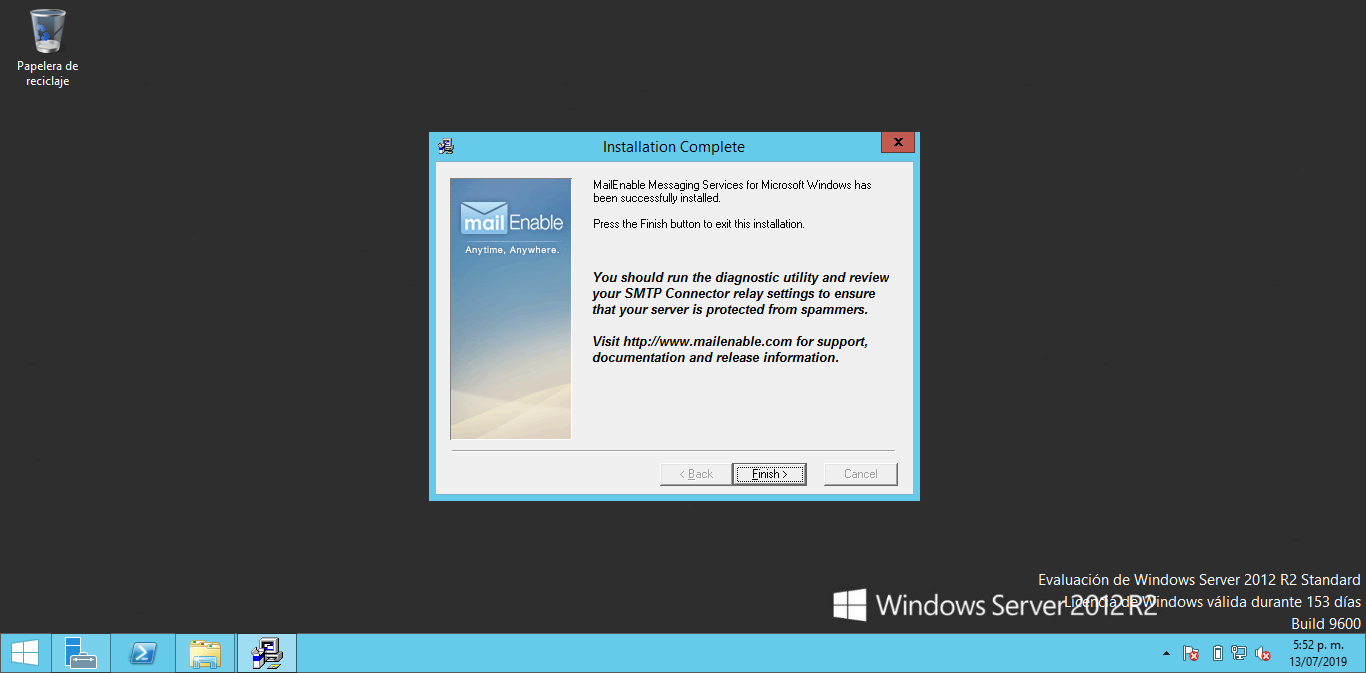 Papelera de
reciclaje
Installation Complete
x
mailEnable
Anytime, Anywhere.
MailEnable Messaging Services for Microsoft Windows has
been successfully installed.
Press the Finish button to exit this installation.
You should run the diagnostic utility and review
your SMTP Connector relay settings to ensure
that your server is protected from spammers.
Visit http://www.mailenable.com for support,
documentation and release information.
< Back
Finish >
Cancel
Evaluación de Windows Server 2012 R2 Standard
Windows Server 2012 R2
Licencia de Windows válida durante 153 días
Build 9600
5:52 p. m.
13/07/2019